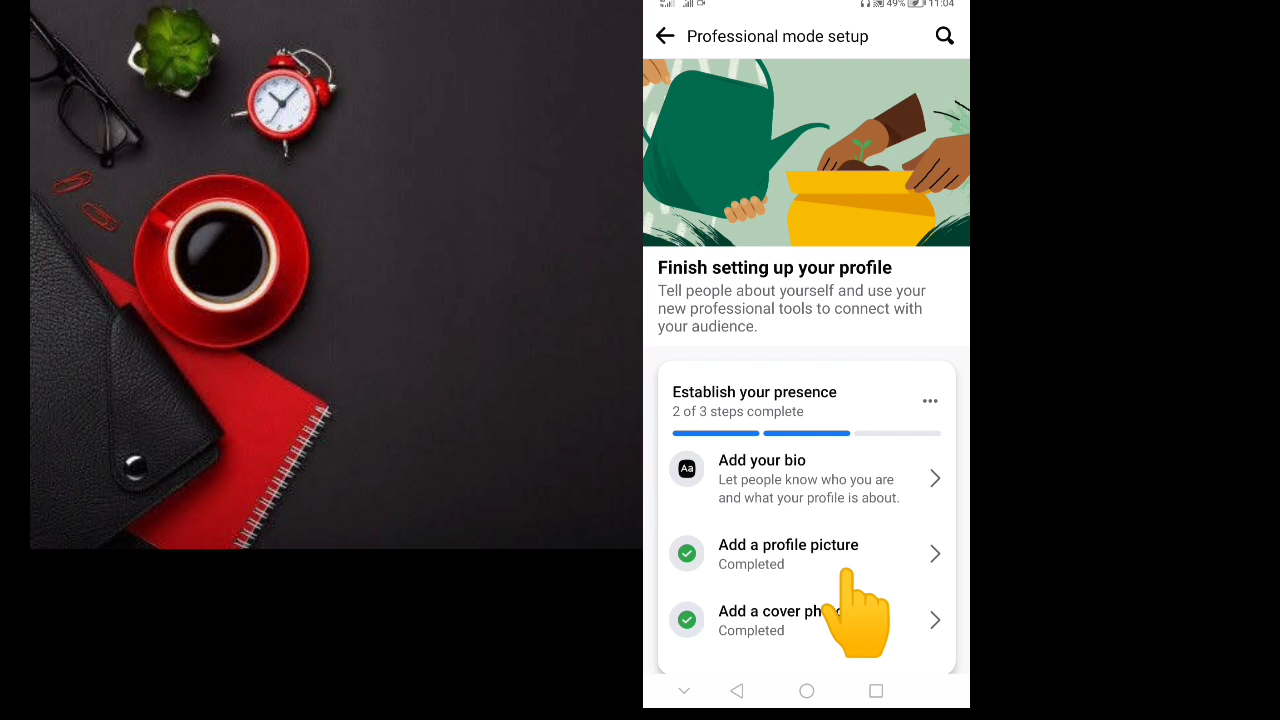 49% 11:04
Professional mode setup
Finish setting up your profile
Tell people about yourself and use your
new professional tools to connect with
your audience.
Establish your presence
2 of 3 steps complete
Aa
Add your bio
Let people know who you are
and what your profile is about.
Add a profile picture
Completed
Add a cover
Completed